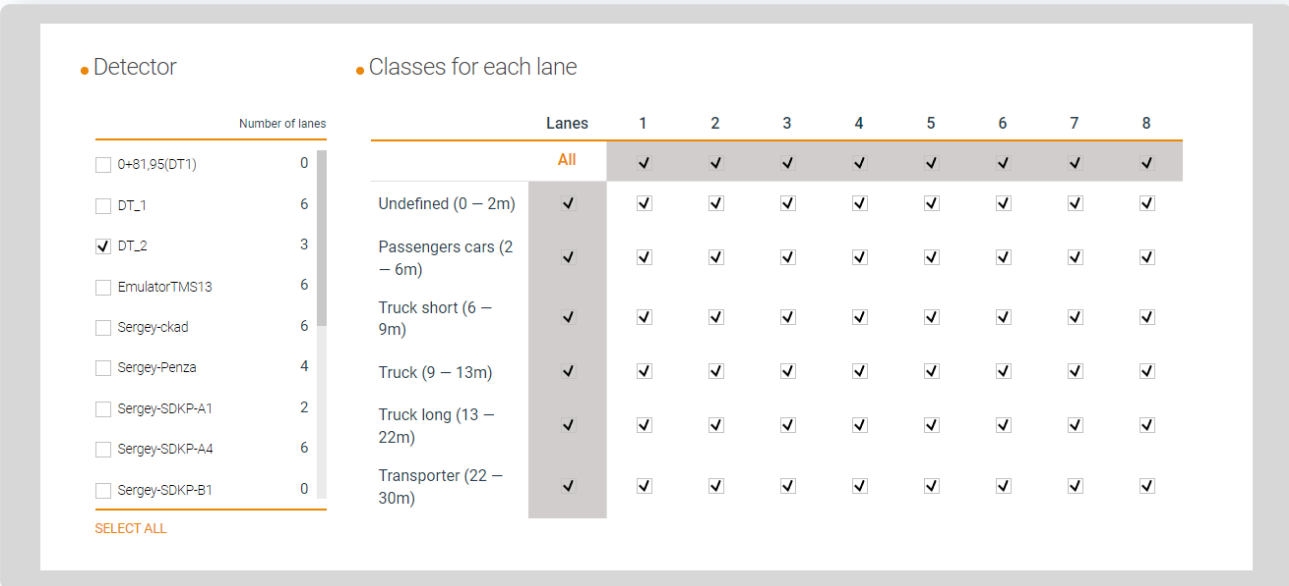 Detector
Number of lanes
0+81,95(DT1) 0
DT_1 6
DT_2 3
EmulatorTMS13 6
Sergey-ckad 6
Sergey-Penza 4
Sergey-SDKP-A1 2
Sergey-SDKP-A4 6
Sergey-SDKP-B1 0
SELECT ALL
Classes for each lane
Lanes 1 2 3 4 5 6 7 8
All
Undefined (0 — 2m)
Passengers cars (2
— 6m)
Truck short (6 —
9m)
Truck (9 — 13m)
Truck long (13 —
22m)
Transporter (22 —
30m)